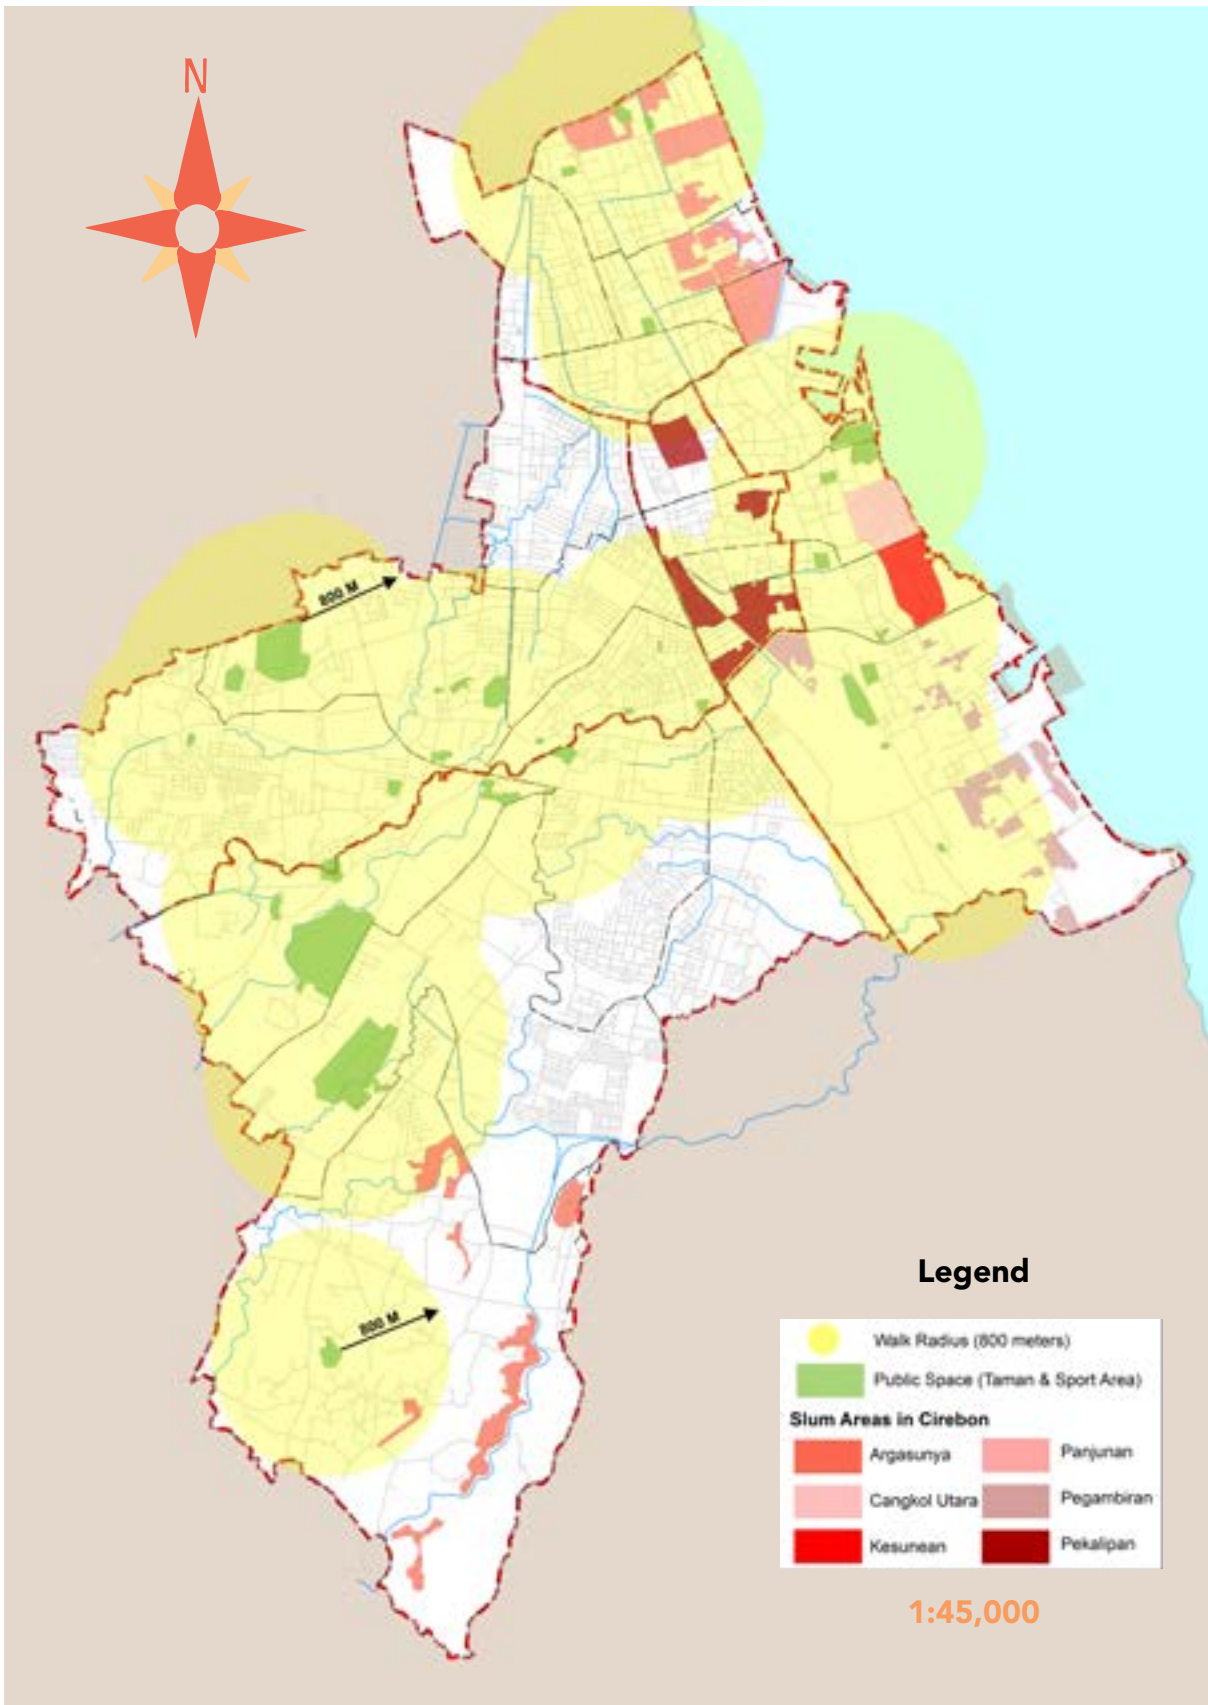 N
800 M
800 M
Legend
Walk Radius (800 meters)
Public Space (Taman & Sport Area)
Slum Areas in Cirebon
Argasunya
Panjunan
Cangkol Utara
Pegambiran
Kesunean
Pekalipan
1:45,000